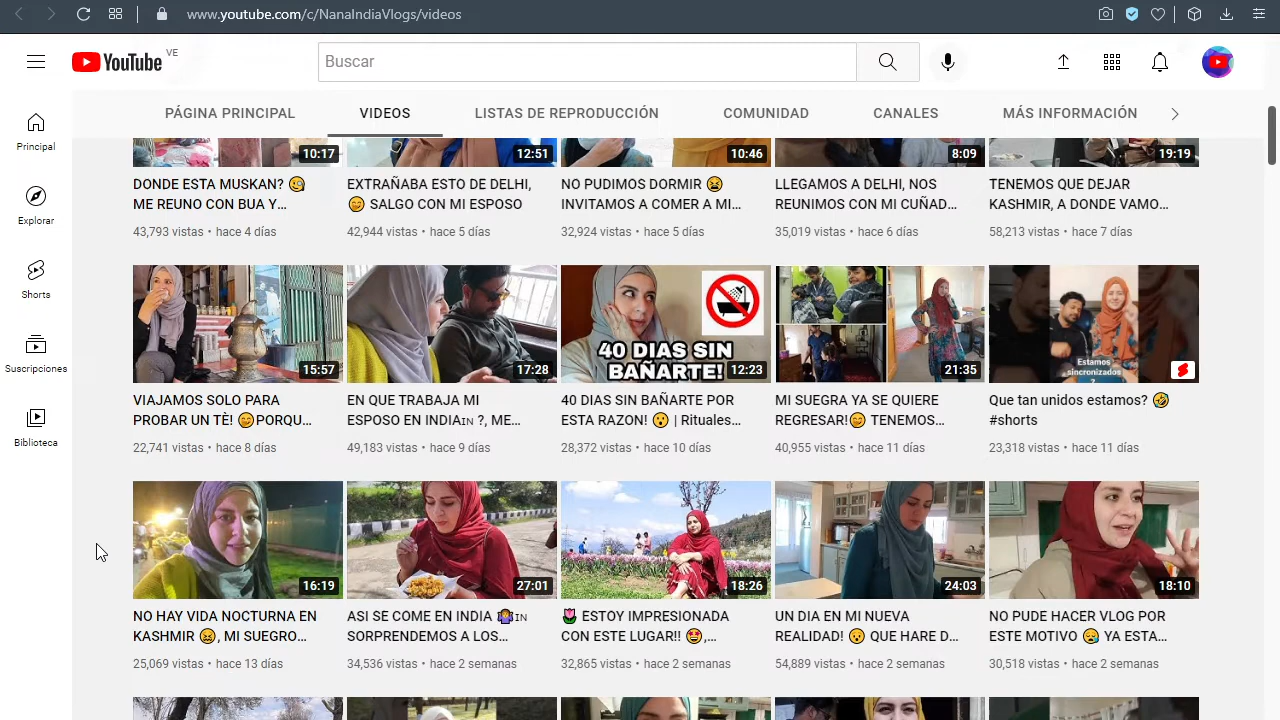 www.youtube.com/c/NanaIndiaVlogs/videos
YouTube VE
Buscar
PÁGINA PRINCIPAL
VIDEOS
LISTAS DE REPRODUCCIÓN
COMUNIDAD
CANALES
MÁS INFORMACIÓN
Principal
Explorar
Shorts
Suscripciones
Biblioteca
10:17
12:51
10:46
8:09
19:19
DONDE ESTA MUSKAN? 🧐
ME REUNO CON BUA Y…
43,793 vistas • hace 4 días
EXTRAÑABA ESTO DE DELHI,
😊 SALGO CON MI ESPOSO
42,944 vistas • hace 5 días
NO PUDIMOS DORMIR 😫
INVITAMOS A COMER A MI…
32,924 vistas • hace 5 días
LLEGAMOS A DELHI, NOS
REUNIMOS CON MI CUÑAD…
35,019 vistas • hace 6 días
TENEMOS QUE DEJAR
KASHMIR, A DONDE VAMO…
58,213 vistas • hace 7 días
15:57
17:28
40 DIAS SIN
BAÑARTE!
12:23
21:35
Estamos
sincronizados
?
VIAJAMOS SOLO PARA
PROBAR UN TÈ! 😊PORQU…
22,741 vistas • hace 8 días
EN QUE TRABAJA MI
ESPOSO EN INDIA🇮🇳 ?, ME…
49,183 vistas • hace 9 días
40 DIAS SIN BAÑARTE POR
ESTA RAZON! 😮 | Rituales…
28,372 vistas • hace 10 días
MI SUEGRA YA SE QUIERE
REGRESAR!😊 TENEMOS…
40,955 vistas • hace 11 días
Que tan unidos estamos? 🤣
#shorts
23,318 vistas • hace 11 días
16:19
27:01
18:26
24:03
18:10
NO HAY VIDA NOCTURNA EN
KASHMIR 😖, MI SUEGRO…
25,069 vistas • hace 13 días
ASI SE COME EN INDIA 🤷‍♀️🇮🇳
SORPRENDEMOS A LOS…
34,536 vistas • hace 2 semanas
🌷 ESTOY IMPRESIONADA
CON ESTE LUGAR!! 🤩,…
32,865 vistas • hace 2 semanas
UN DIA EN MI NUEVA
REALIDAD! 😮 QUE HARE D…
54,889 vistas • hace 2 semanas
NO PUDE HACER VLOG POR
ESTE MOTIVO 😪 YA ESTA…
30,518 vistas • hace 2 semanas